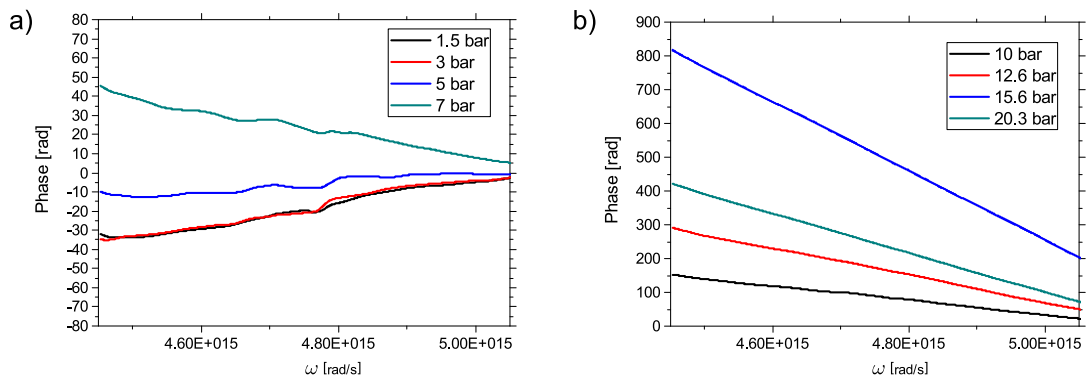 a)
80
70
60
50
40
30
20
10
0
-10
-20
-30
-40
-50
-60
-70
-80
Phase [rad]
1.5 bar
3 bar
5 bar
7 bar
4.60E+015 4.80E+015 5.00E+015
ω [rad/s]
b)
900
800
700
600
500
400
300
200
100
0
Phase [rad]
10 bar
12.6 bar
15.6 bar
20.3 bar
4.60E+015 4.80E+015 5.00E+015
ω [rad/s]